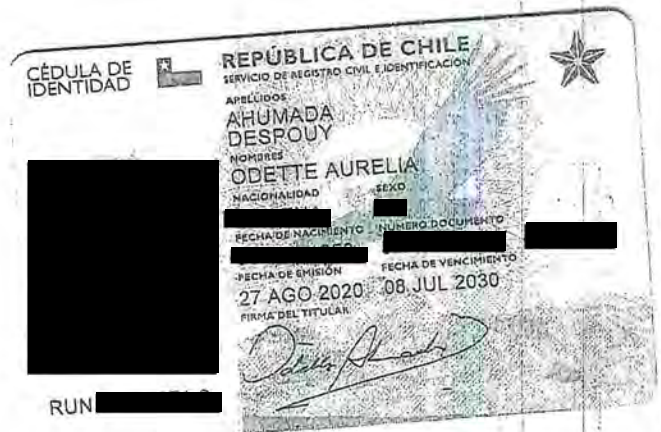 CÉDULA DE
IDENTIDAD
REPÚBLICA DE CHILE
SERVICIO DE REGISTRO CIVIL E IDENTIFICACIÓN
APELLIDOS
AHUMADA
DESPOUY
NOMBRES
ODETTE AURELIA
NACIONALIDAD SEXO
FECHA DE NACIMIENTO NÚMERO DOCUMENTO
FECHA DE EMISIÓN FECHA DE VENCIMIENTO
27 AGO 2020 08 JUL 2030
FIRMA DEL TITULAR
Odette Ahumada
RUN